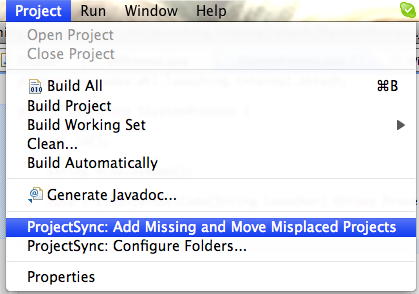 Project Run Window Help
Open Project
Close Project
Build All ⌘B
Build Project
Build Working Set
Clean...
Build Automatically
Generate Javadoc...
ProjectSync: Add Missing and Move Misplaced Projects
ProjectSync: Configure Folders...
Properties